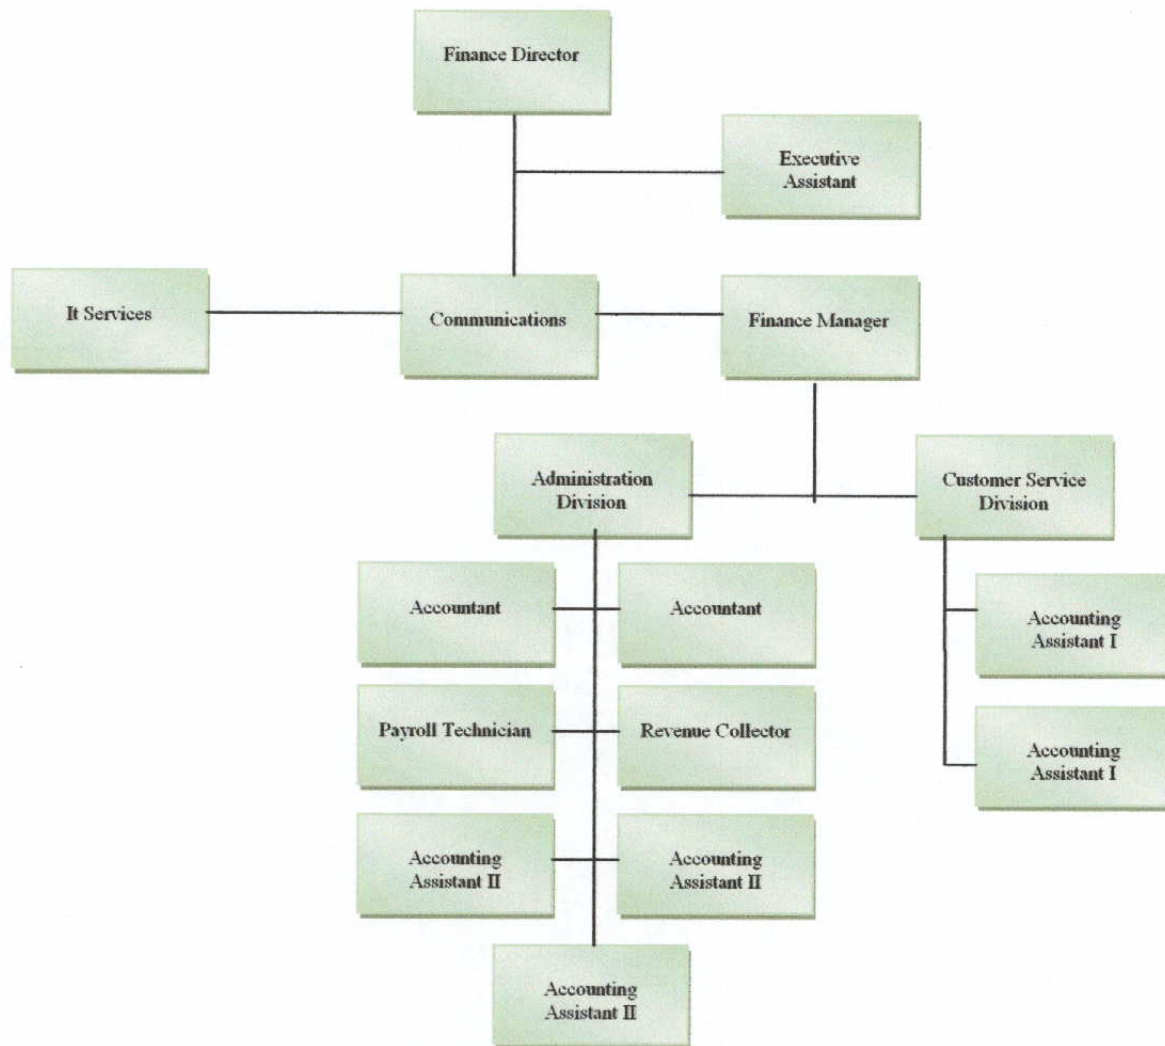 Finance Director
Executive
Assistant
It Services
Communications
Finance Manager
Administration
Division
Customer Service
Division
Accountant
Accountant
Accounting
Assistant I
Payroll Technician
Revenue Collector
Accounting
Assistant I
Accounting
Assistant II
Accounting
Assistant II
Accounting
Assistant II